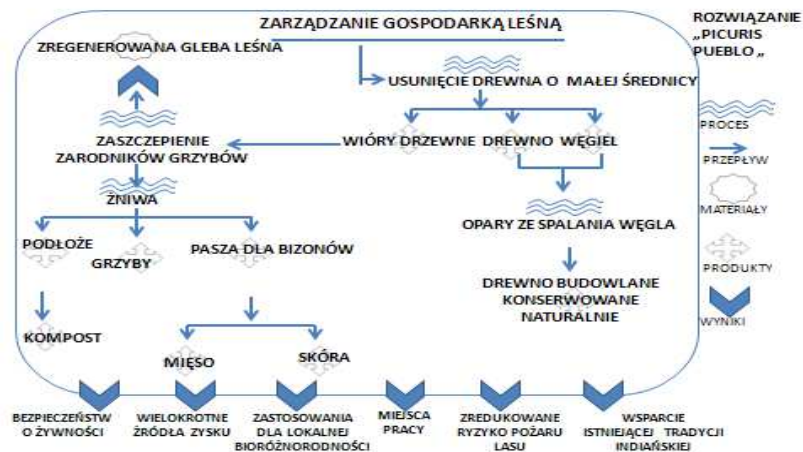 ZARZĄDZANIE GOSPODARKĄ LEŚNĄ
ROZWIĄZANIE
„PICURIS
PUEBLO „
ZREGENEROWANA GLEBA LEŚNA
USUNIĘCIE DREWNA O MAŁEJ ŚREDNICY
PROCES
ZASZCZEPIENIE
ZARODNIKÓW GRZYBÓW
WIÓRY DRZEWNE DREWNO WĘGIEL
PRZEPŁYW
ŻNIWA
MATERIAŁY
OPARY ZE SPALANIA WĘGLA
PODŁOŻE
GRZYBY
PASZA DLA BIZONÓW
PRODUKTY
DREWNO BUDOWLANE
KONSERWOWANE
NATURALNIE
WYNIKI
KOMPOST
MIĘSO
SKÓRA
BEZPIECZEŃSTW
O ŻYWNOŚCI
WIELOKROTNE
ŹRÓDŁA ZYSKU
ZASTOSOWANIA
DLA LOKALNEJ
BIORÓŻNORODNOŚCI
MIEJSCA
PRACY
ZREDUKOWANE
RYZYKO POŻARU
LASU
WSPARCIE
ISTNIEJĄCEJ TRADYCJI
INDIAŃSKIEJ